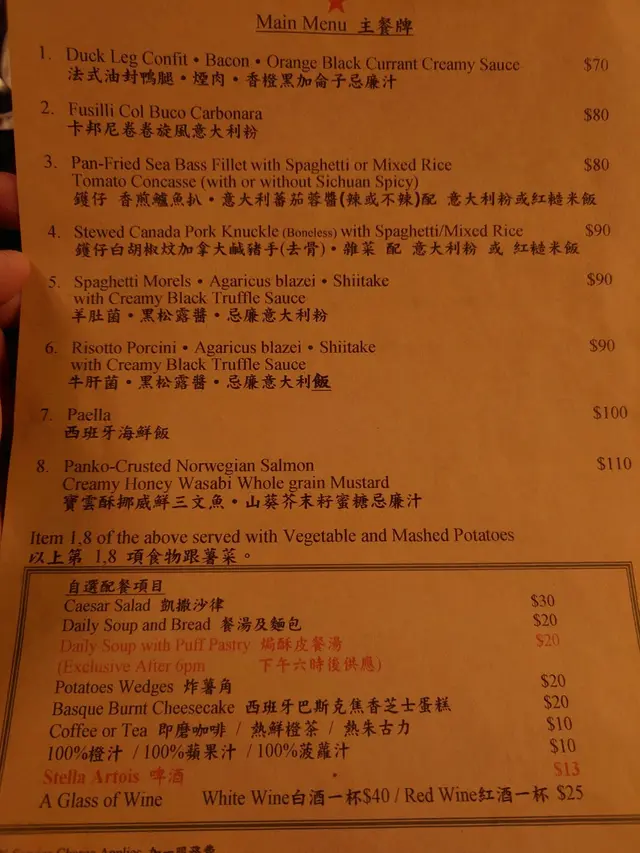 Main Menu 主餐牌
1. Duck Leg Confit • Bacon • Orange Black Currant Creamy Sauce $70
法式油封鴨腿 • 煙肉 • 香橙黑加侖子忌廉汁
2. Fusilli Col Buco Carbonara $80
卡邦尼卷卷旋風意大利粉
3. Pan-Fried Sea Bass Fillet with Spaghetti or Mixed Rice $80
Tomato Concasse (with or without Sichuan Spicy)
鑊仔 香煎鱸魚扒 • 意大利蕃茄蓉醬(辣或不辣)配 意大利粉或紅糙米飯
4. Stewed Canada Pork Knuckle (Boneless) with Spaghetti/Mixed Rice $90
鑊仔白胡椒炆加拿大鹹豬手(去骨) • 雜菜 配 意大利粉 或 紅糙米飯
5. Spaghetti Morels • Agaricus blazei • Shiitake $90
with Creamy Black Truffle Sauce
羊肚菌 • 黑松露醬 • 忌廉意大利粉
6. Risotto Porcini • Agaricus blazei • Shiitake $90
with Creamy Black Truffle Sauce
牛肝菌 • 黑松露醬 • 忌廉意大利飯
7. Paella $100
西班牙海鮮飯
8. Panko-Crusted Norwegian Salmon $110
Creamy Honey Wasabi Whole grain Mustard
寶雲酥挪威鮮三文魚 • 山葵芥末籽蜜糖忌廉汁
Item 1,8 of the above served with Vegetable and Mashed Potatoes
以上第 1,8 項食物跟薯菜。
自選配餐項目
Caesar Salad 凱撒沙律 $30
Daily Soup and Bread 餐湯及麵包 $20
Daily Soup with Puff Pastry 焗酥皮餐湯 $20
(Exclusive After 6pm 下午六時後供應)
Potatoes Wedges 炸薯角 $20
Basque Burnt Cheesecake 西班牙巴斯克焦香芝士蛋糕 $20
Coffee or Tea 即磨咖啡 / 熱鮮橙茶 / 熱朱古力 $10
100%橙汁 / 100%蘋果汁 / 100%菠蘿汁 $10
Stella Artois 啤酒 $13
A Glass of Wine White Wine白酒一杯$40 / Red Wine紅酒一杯 $25